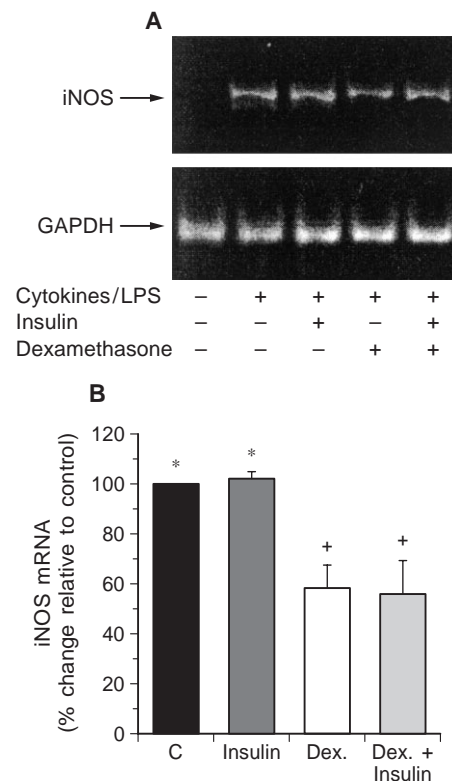 A
iNOS
GAPDH
Cytokines/LPS – + + + +
Insulin – – + – +
Dexamethasone – – – + +
B
iNOS mRNA
(% change relative to control)
120
100
80
60
40
20
0
* * + +
C Insulin Dex. Dex. +
Insulin